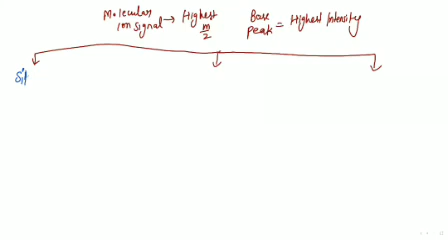 Molecular ion signal → Highest m/z
Base peak = Highest Intensity